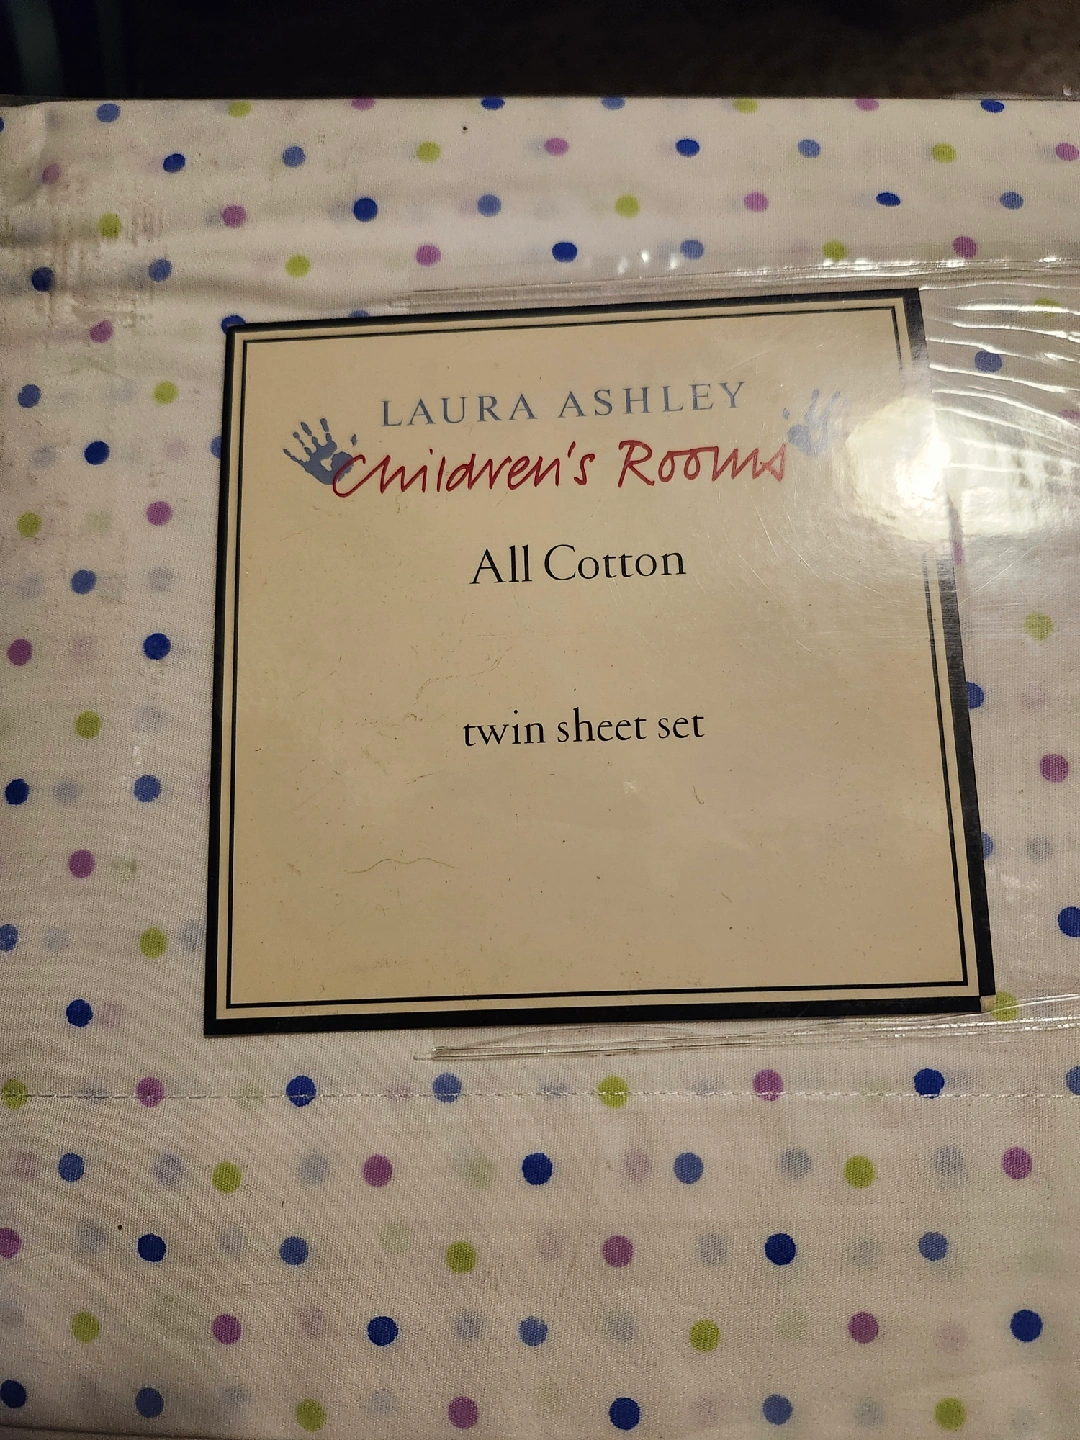 LAURA ASHLEY
Children's Rooms
All Cotton
twin sheet set